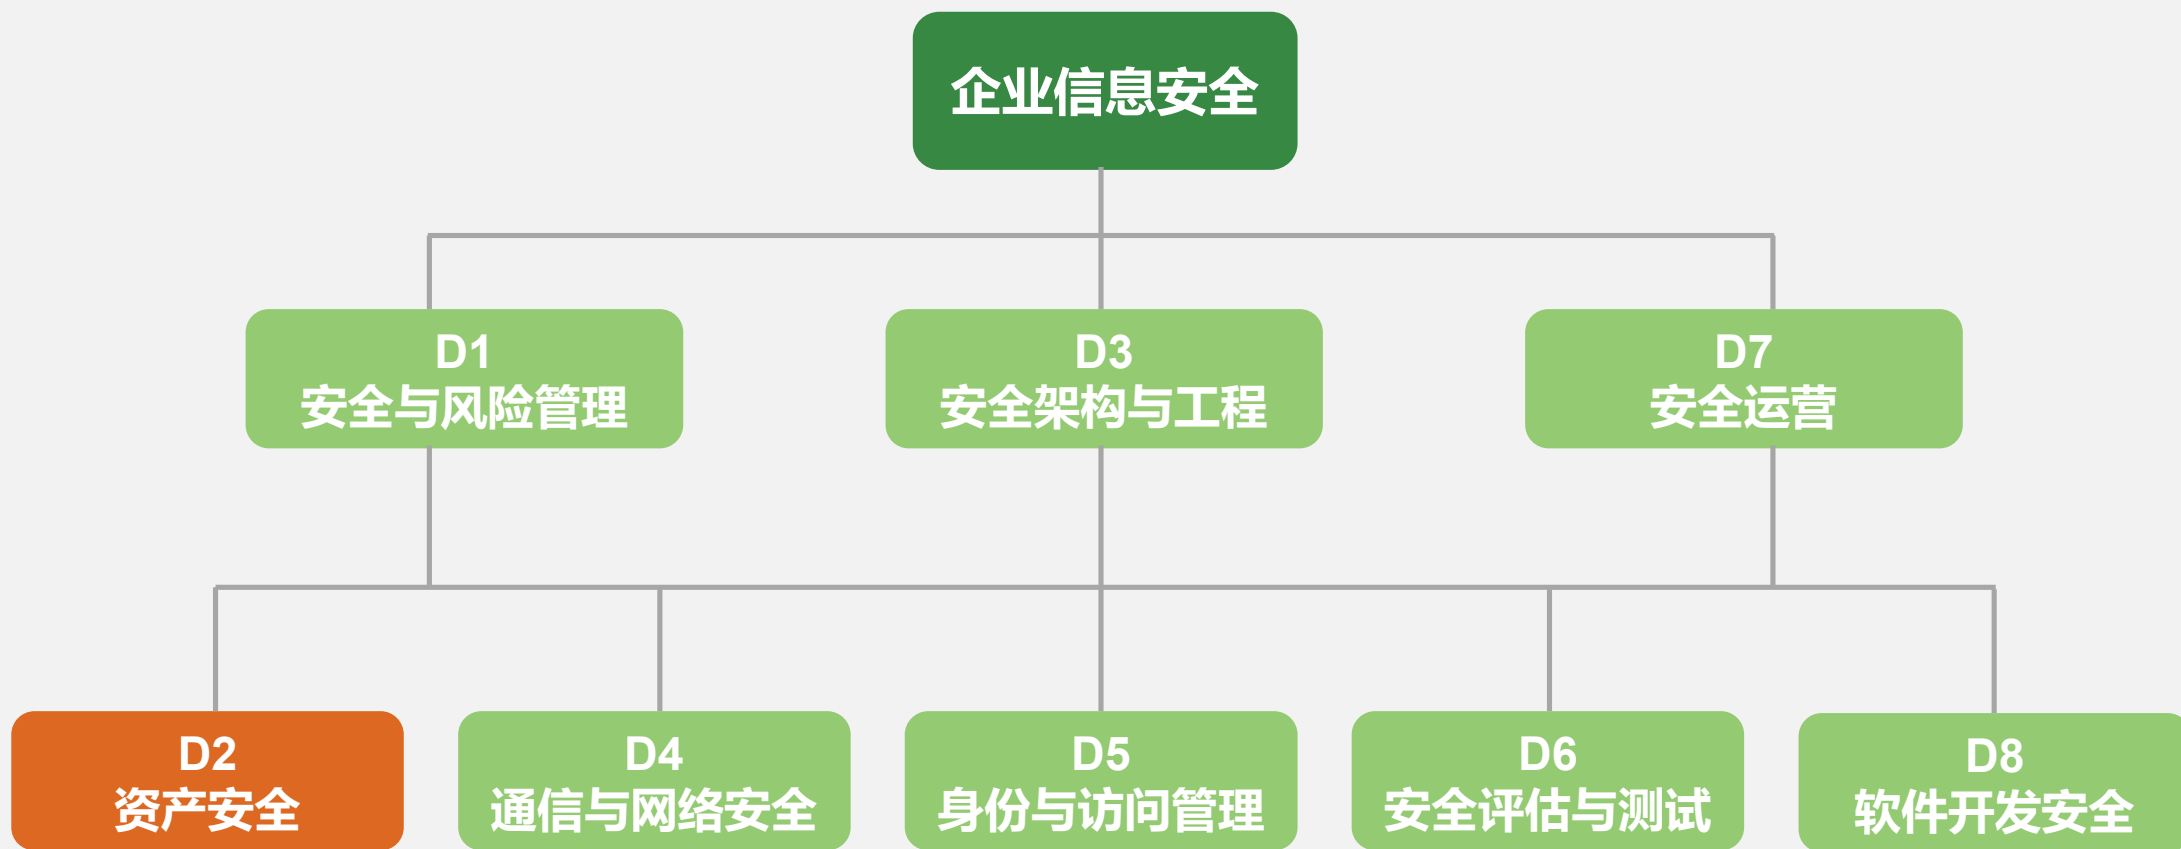 企业信息安全
D1
安全与风险管理
D3
安全架构与工程
D7
安全运营
D2
资产安全
D4
通信与网络安全
D5
身份与访问管理
D6
安全评估与测试
D8
软件开发安全